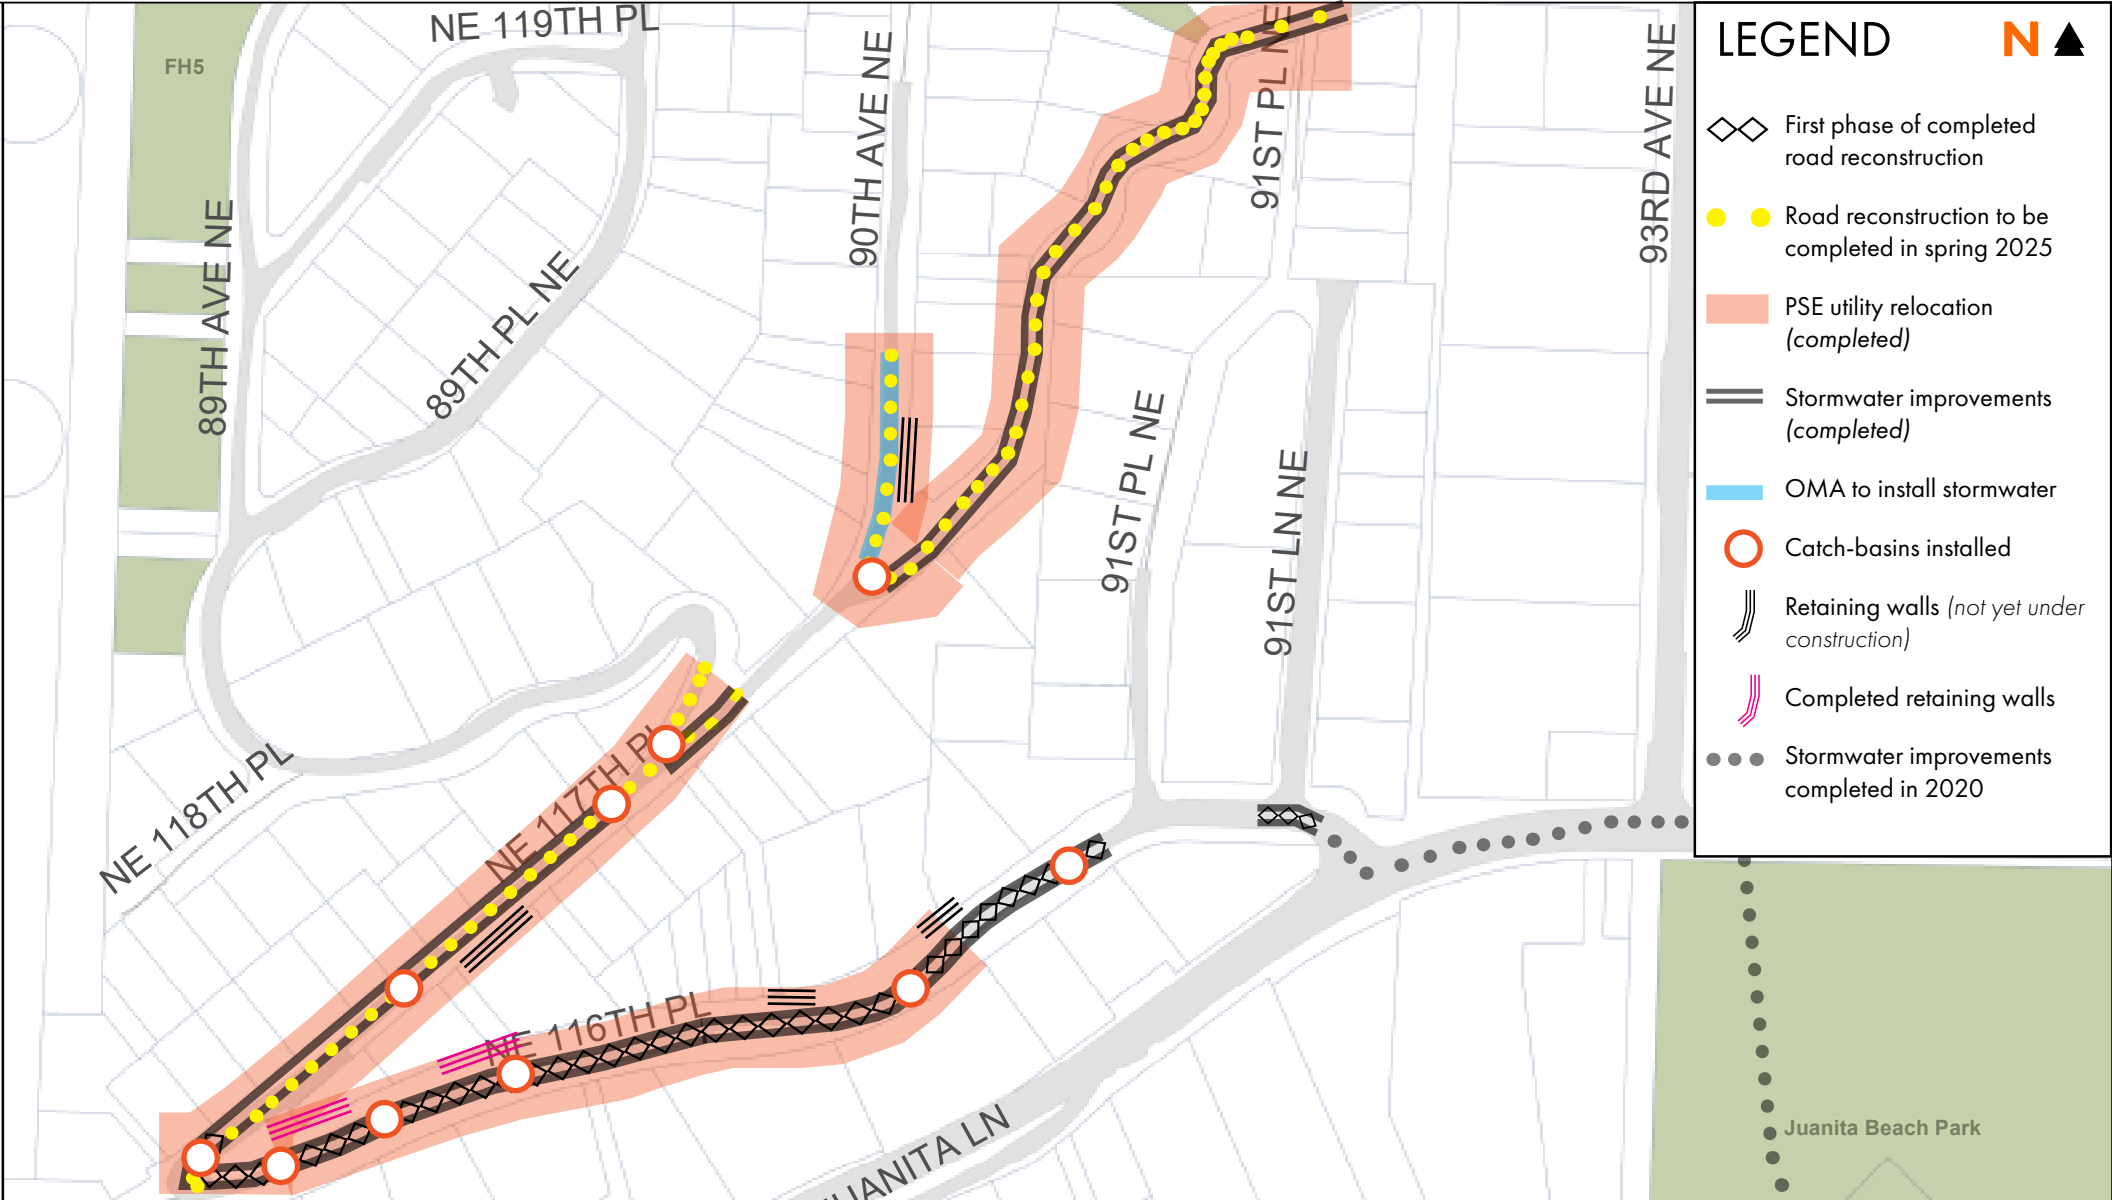 NE 119TH PL
FH5
90TH AVE NE
91ST PL NE
93RD AVE NE
89TH AVE NE
89TH PL NE
91ST PL NE
91ST LN NE
NE 118TH PL
NE 117TH PL
NE 116TH PL
JUANITA LN
Juanita Beach Park
LEGEND
N
First phase of completed
road reconstruction
Road reconstruction to be
completed in spring 2025
PSE utility relocation
(completed)
Stormwater improvements
(completed)
OMA to install stormwater
Catch-basins installed
Retaining walls (not yet under
construction)
Completed retaining walls
Stormwater improvements
completed in 2020